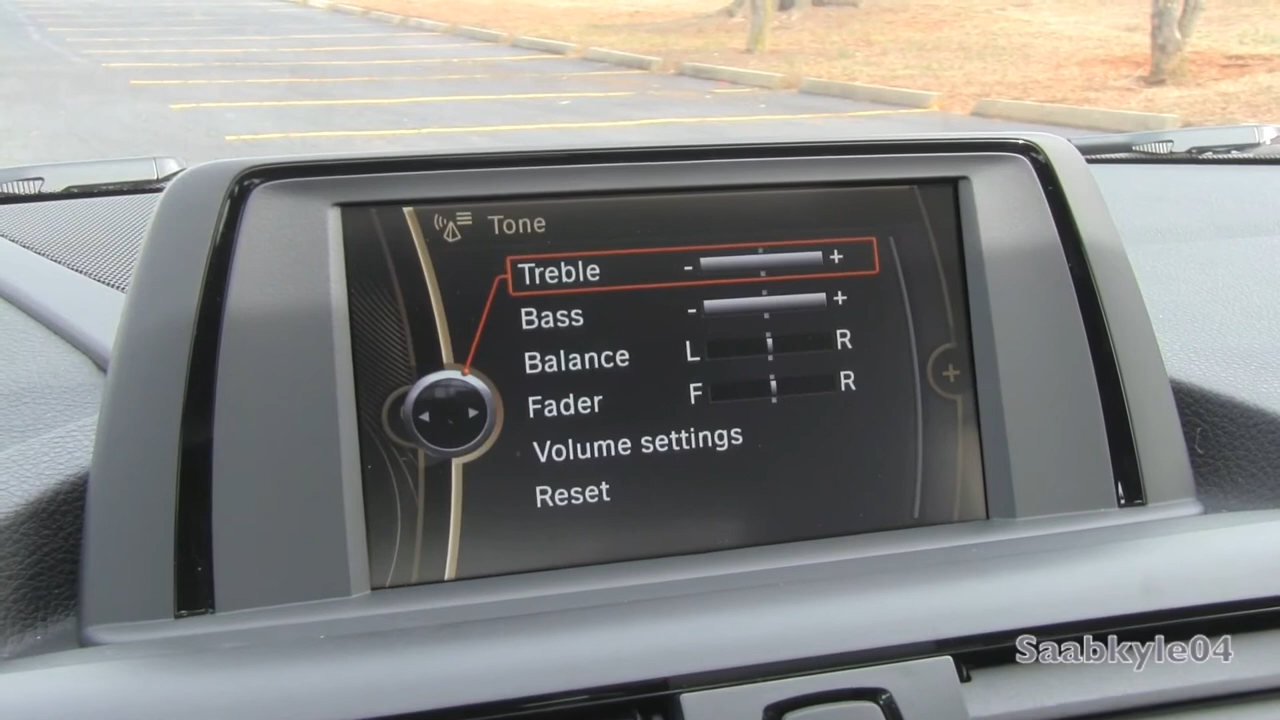 Tone
Treble - +
Bass - +
Balance L R
Fader F R
Volume settings
Reset
+
Saabkyle04